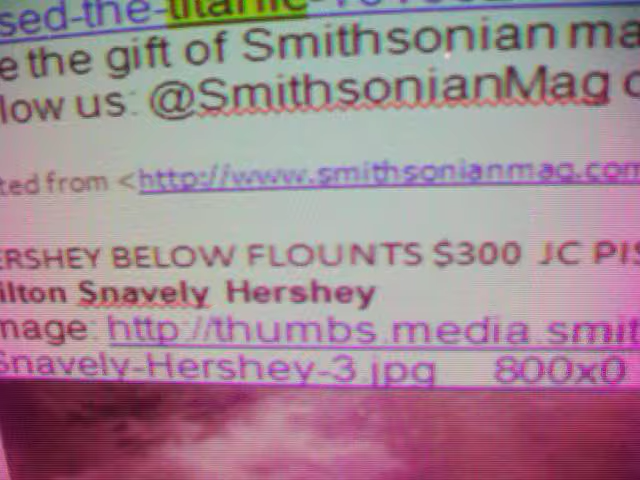 sed-the-titanic-
e the gift of Smithsonian ma
low us: @SmithsonianMag
ted from <http://www.smithsonianmag.com
ERSHEY BELOW FLOUNTS $300 JC PIS
ilton Snavely Hershey
mage: http://thumbs.media.smit
Snavely-Hershey-3.jpg 800x0